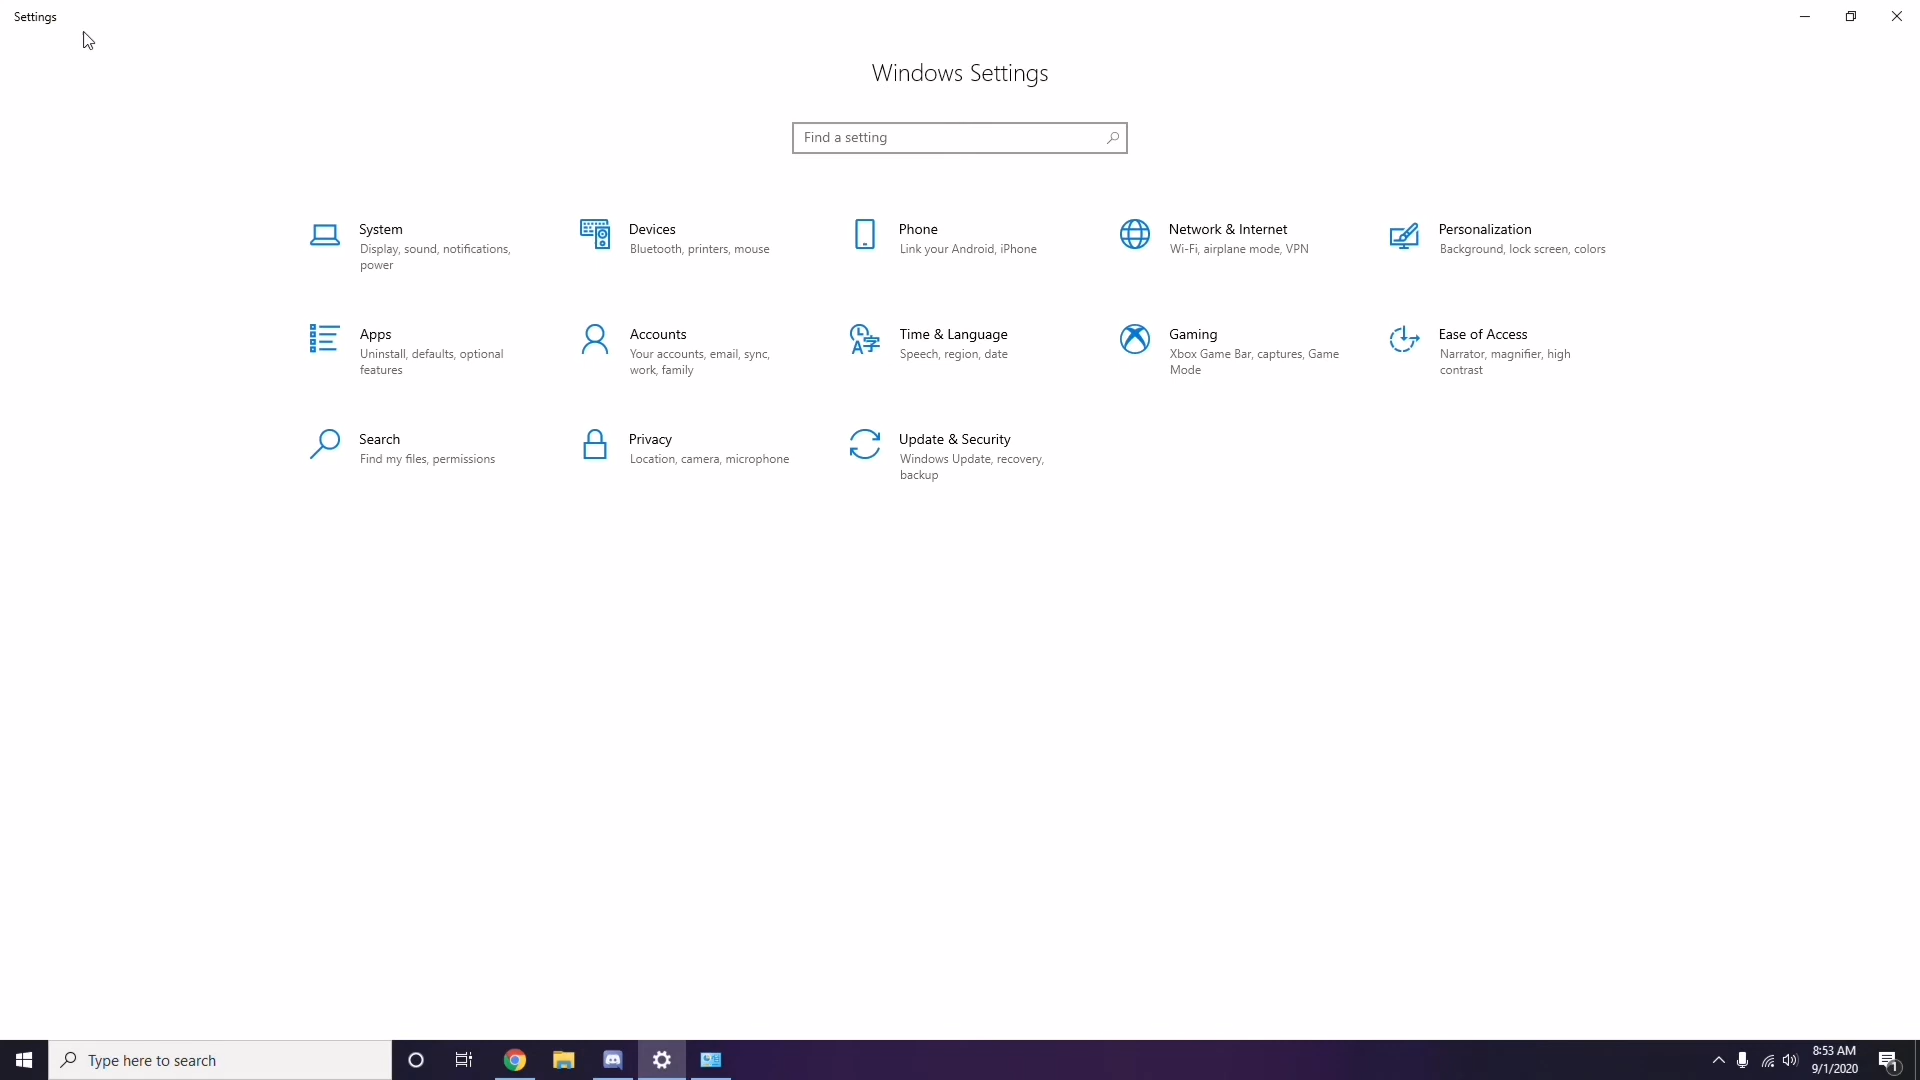 Settings
Windows Settings
Find a setting
System
Display, sound, notifications,
power
Devices
Bluetooth, printers, mouse
Phone
Link your Android, iPhone
Network & Internet
Wi-Fi, airplane mode, VPN
Personalization
Background, lock screen, colors
Apps
Uninstall, defaults, optional
features
Accounts
Your accounts, email, sync,
work, family
Time & Language
Speech, region, date
Gaming
Xbox Game Bar, captures, Game
Mode
Ease of Access
Narrator, magnifier, high
contrast
Search
Find my files, permissions
Privacy
Location, camera, microphone
Update & Security
Windows Update, recovery,
backup
Type here to search
8:53 AM
9/1/2020
1